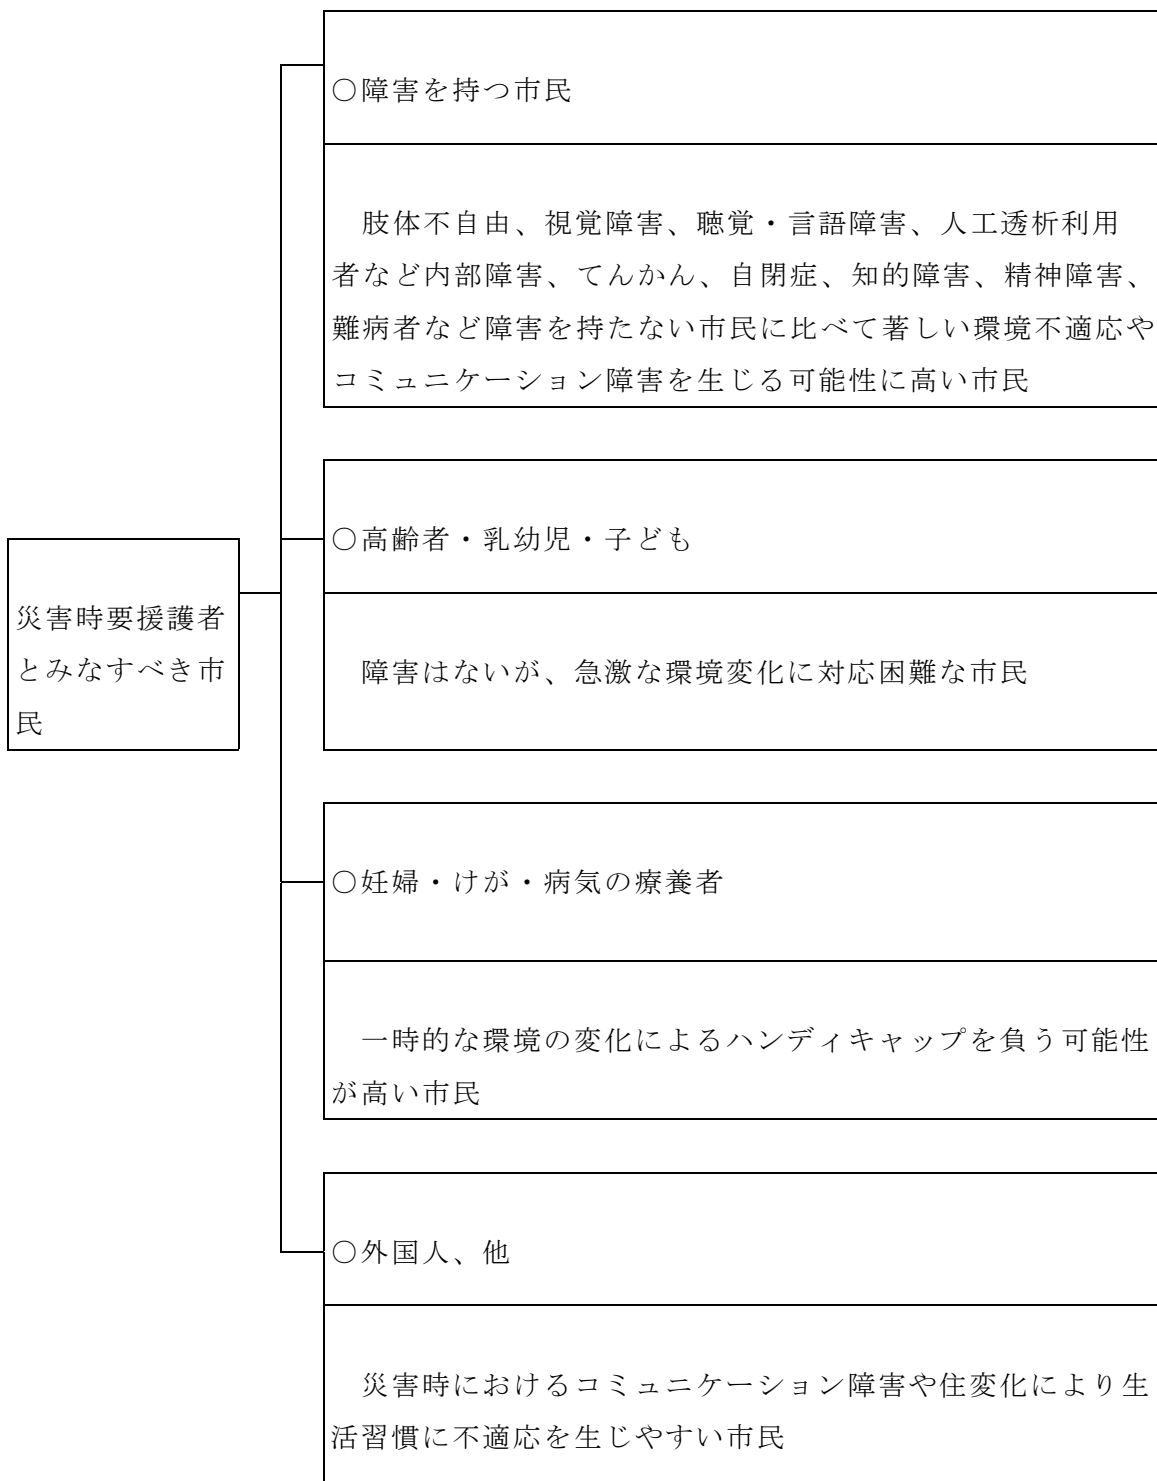 ○障害を持つ市民
肢体不自由、視覚障害、聴覚・言語障害、人工透析利用
者など内部障害、てんかん、自閉症、知的障害、精神障害、
難病者など障害を持たない市民に比べて著しい環境不適応や
コミュニケーション障害を生じる可能性に高い市民
○高齢者・乳幼児・子ども
災害時要援護者
とみなすべき市
民
障害はないが、急激な環境変化に対応困難な市民
○妊婦・けが・病気の療養者
一時的な環境の変化によるハンディキャップを負う可能性
が高い市民
○外国人、他
災害時におけるコミュニケーション障害や住変化により生
活習慣に不適応を生じやすい市民